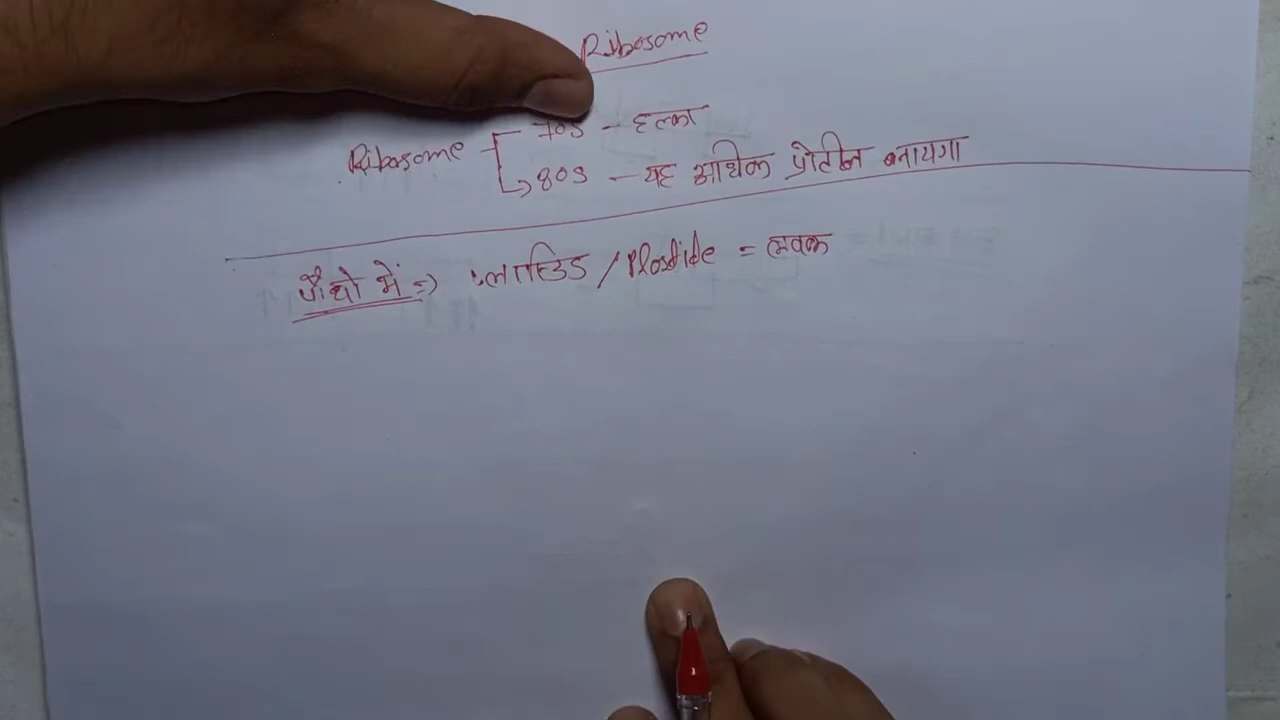 Ribosome
Ribosome
70S - हल्का
80S - यह अधिक प्रोटीन बनायगा
पौधो में => प्लास्टिड / Plastide = लवक